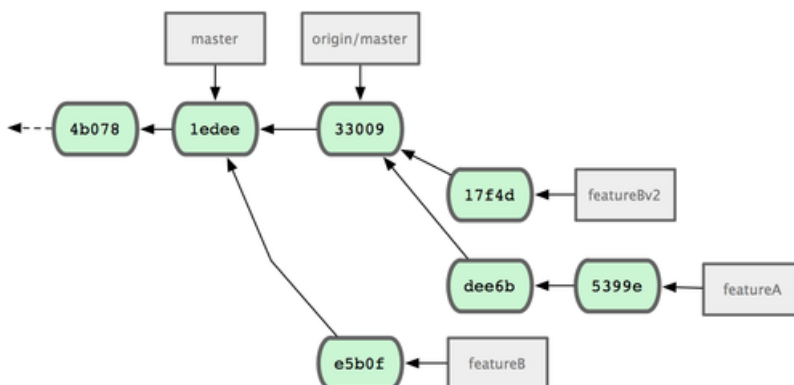 master
origin/master
4b078
1edee
33009
17f4d
featureBv2
dee6b
5399e
featureA
e5b0f
featureB